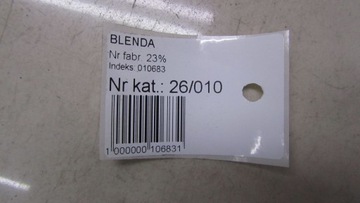 BLENDA
Nr fabr 23%
Indeks: 010683
Nr kat.: 26/010
1 000000 106831